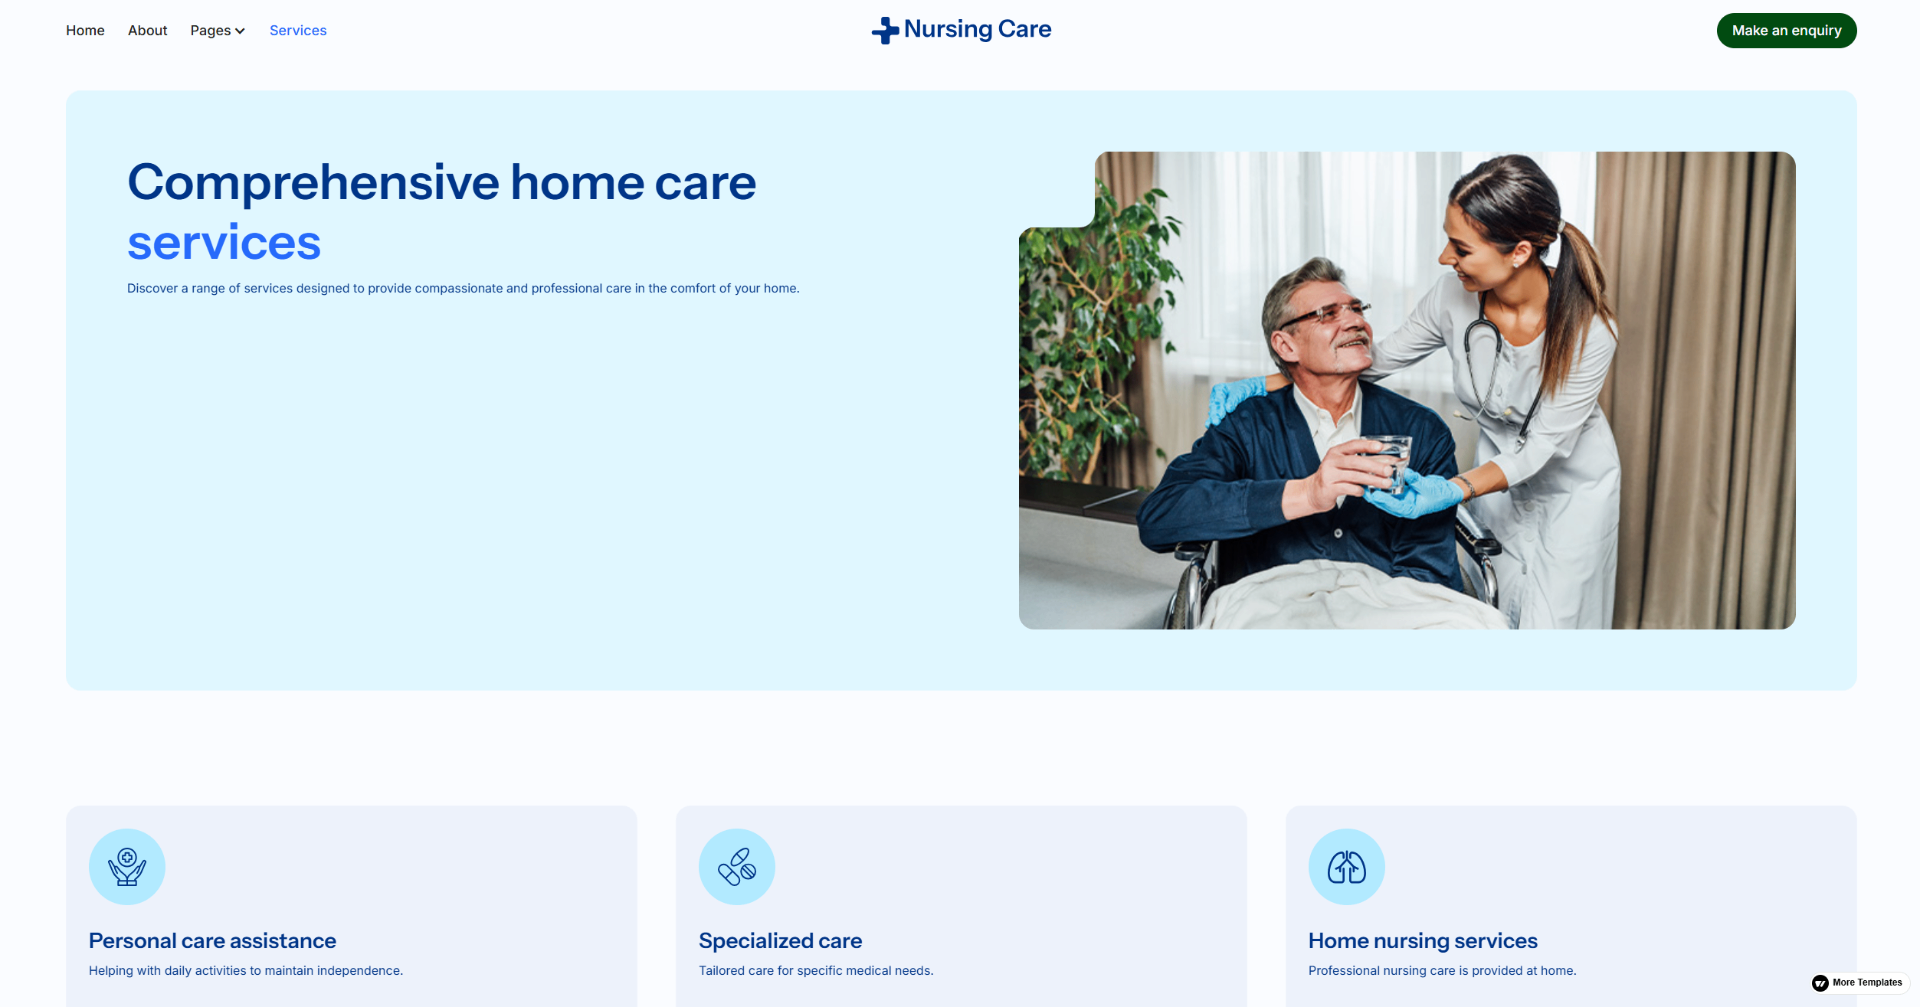 Home About Pages Services
Nursing Care
Make an enquiry
Comprehensive home care
services
Discover a range of services designed to provide compassionate and professional care in the comfort of your home.
Personal care assistance
Helping with daily activities to maintain independence.
Specialized care
Tailored care for specific medical needs.
Home nursing services
Professional nursing care is provided at home.
More Templates